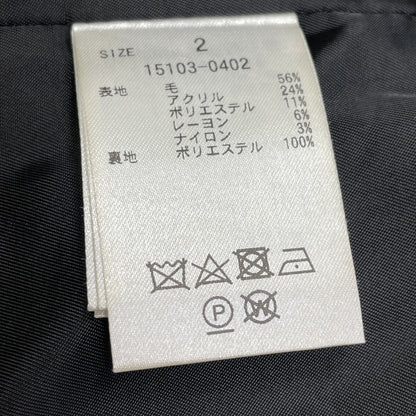 SIZE 2
15103-0402
表地 毛 56%
アクリル 24%
ポリエステル 11%
レーヨン 6%
ナイロン 3%
裏地 ポリエステル 100%
P W